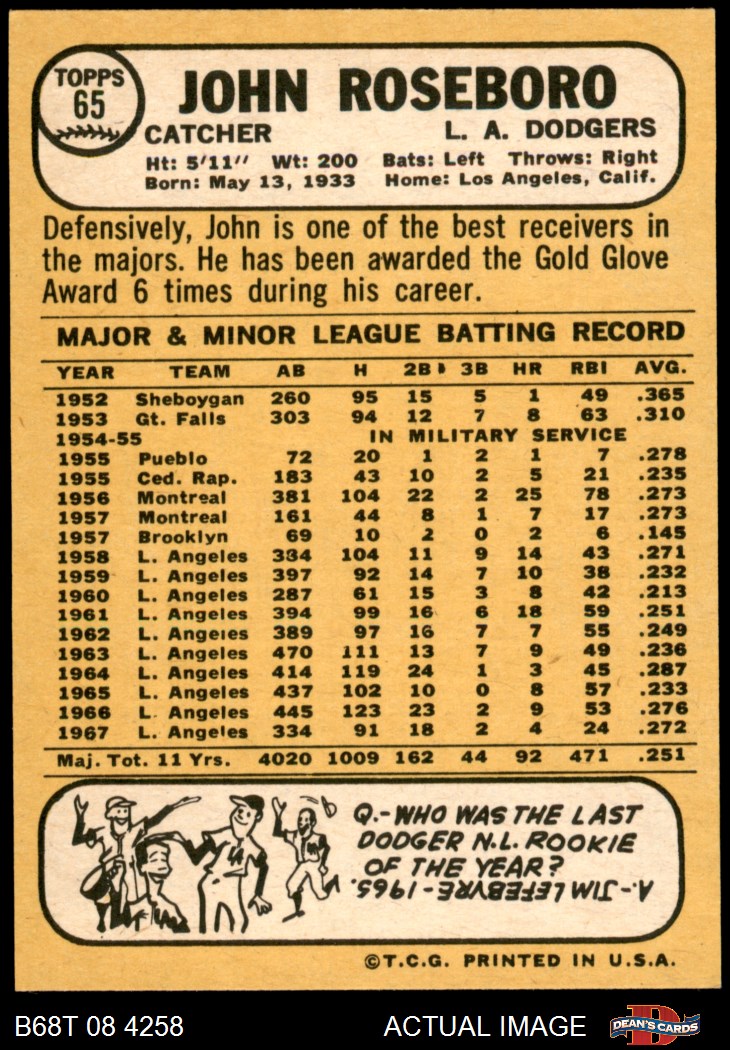 TOPPS
65
JOHN ROSEBORO
CATCHER L. A. DODGERS
Ht: 5'11" Wt: 200 Bats: Left Throws: Right
Born: May 13, 1933 Home: Los Angeles, Calif.
Defensively, John is one of the best receivers in
the majors. He has been awarded the Gold Glove
Award 6 times during his career.
MAJOR & MINOR LEAGUE BATTING RECORD
YEAR TEAM AB H 2B 3B HR RBI AVG.
1952 Sheboygan 260 95 15 5 1 49 .365
1953 Gt. Falls 303 94 12 7 8 63 .310
1954-55 IN MILITARY SERVICE
1955 Pueblo 72 20 1 2 1 7 .278
1955 Ced. Rap. 183 43 10 2 5 21 .235
1956 Montreal 381 104 22 2 25 78 .273
1957 Montreal 161 44 8 1 7 17 .273
1957 Brooklyn 69 10 2 0 2 6 .145
1958 L. Angeles 384 104 11 9 14 43 .271
1959 L. Angeles 397 92 14 7 10 38 .232
1960 L. Angeles 287 61 15 3 8 42 .213
1961 L. Angeles 394 99 16 6 18 59 .251
1962 L. Angeles 389 97 16 7 7 55 .249
1963 L. Angeles 470 111 13 7 9 49 .236
1964 L. Angeles 414 119 24 1 3 45 .287
1965 L. Angeles 437 102 10 0 8 57 .233
1966 L. Angeles 445 123 23 2 9 53 .276
1967 L. Angeles 334 91 18 2 4 24 .272
Maj. Tot. 11 Yrs. 4020 1009 162 44 92 471 .251
Q.-WHO WAS THE LAST
DODGER N.L. ROOKIE
OF THE YEAR?
A.-JIM LEFEBVRE-1965.
©T.C.G. PRINTED IN U.S.A.
B68T 08 4258 ACTUAL IMAGE D DEAN'S CARDS